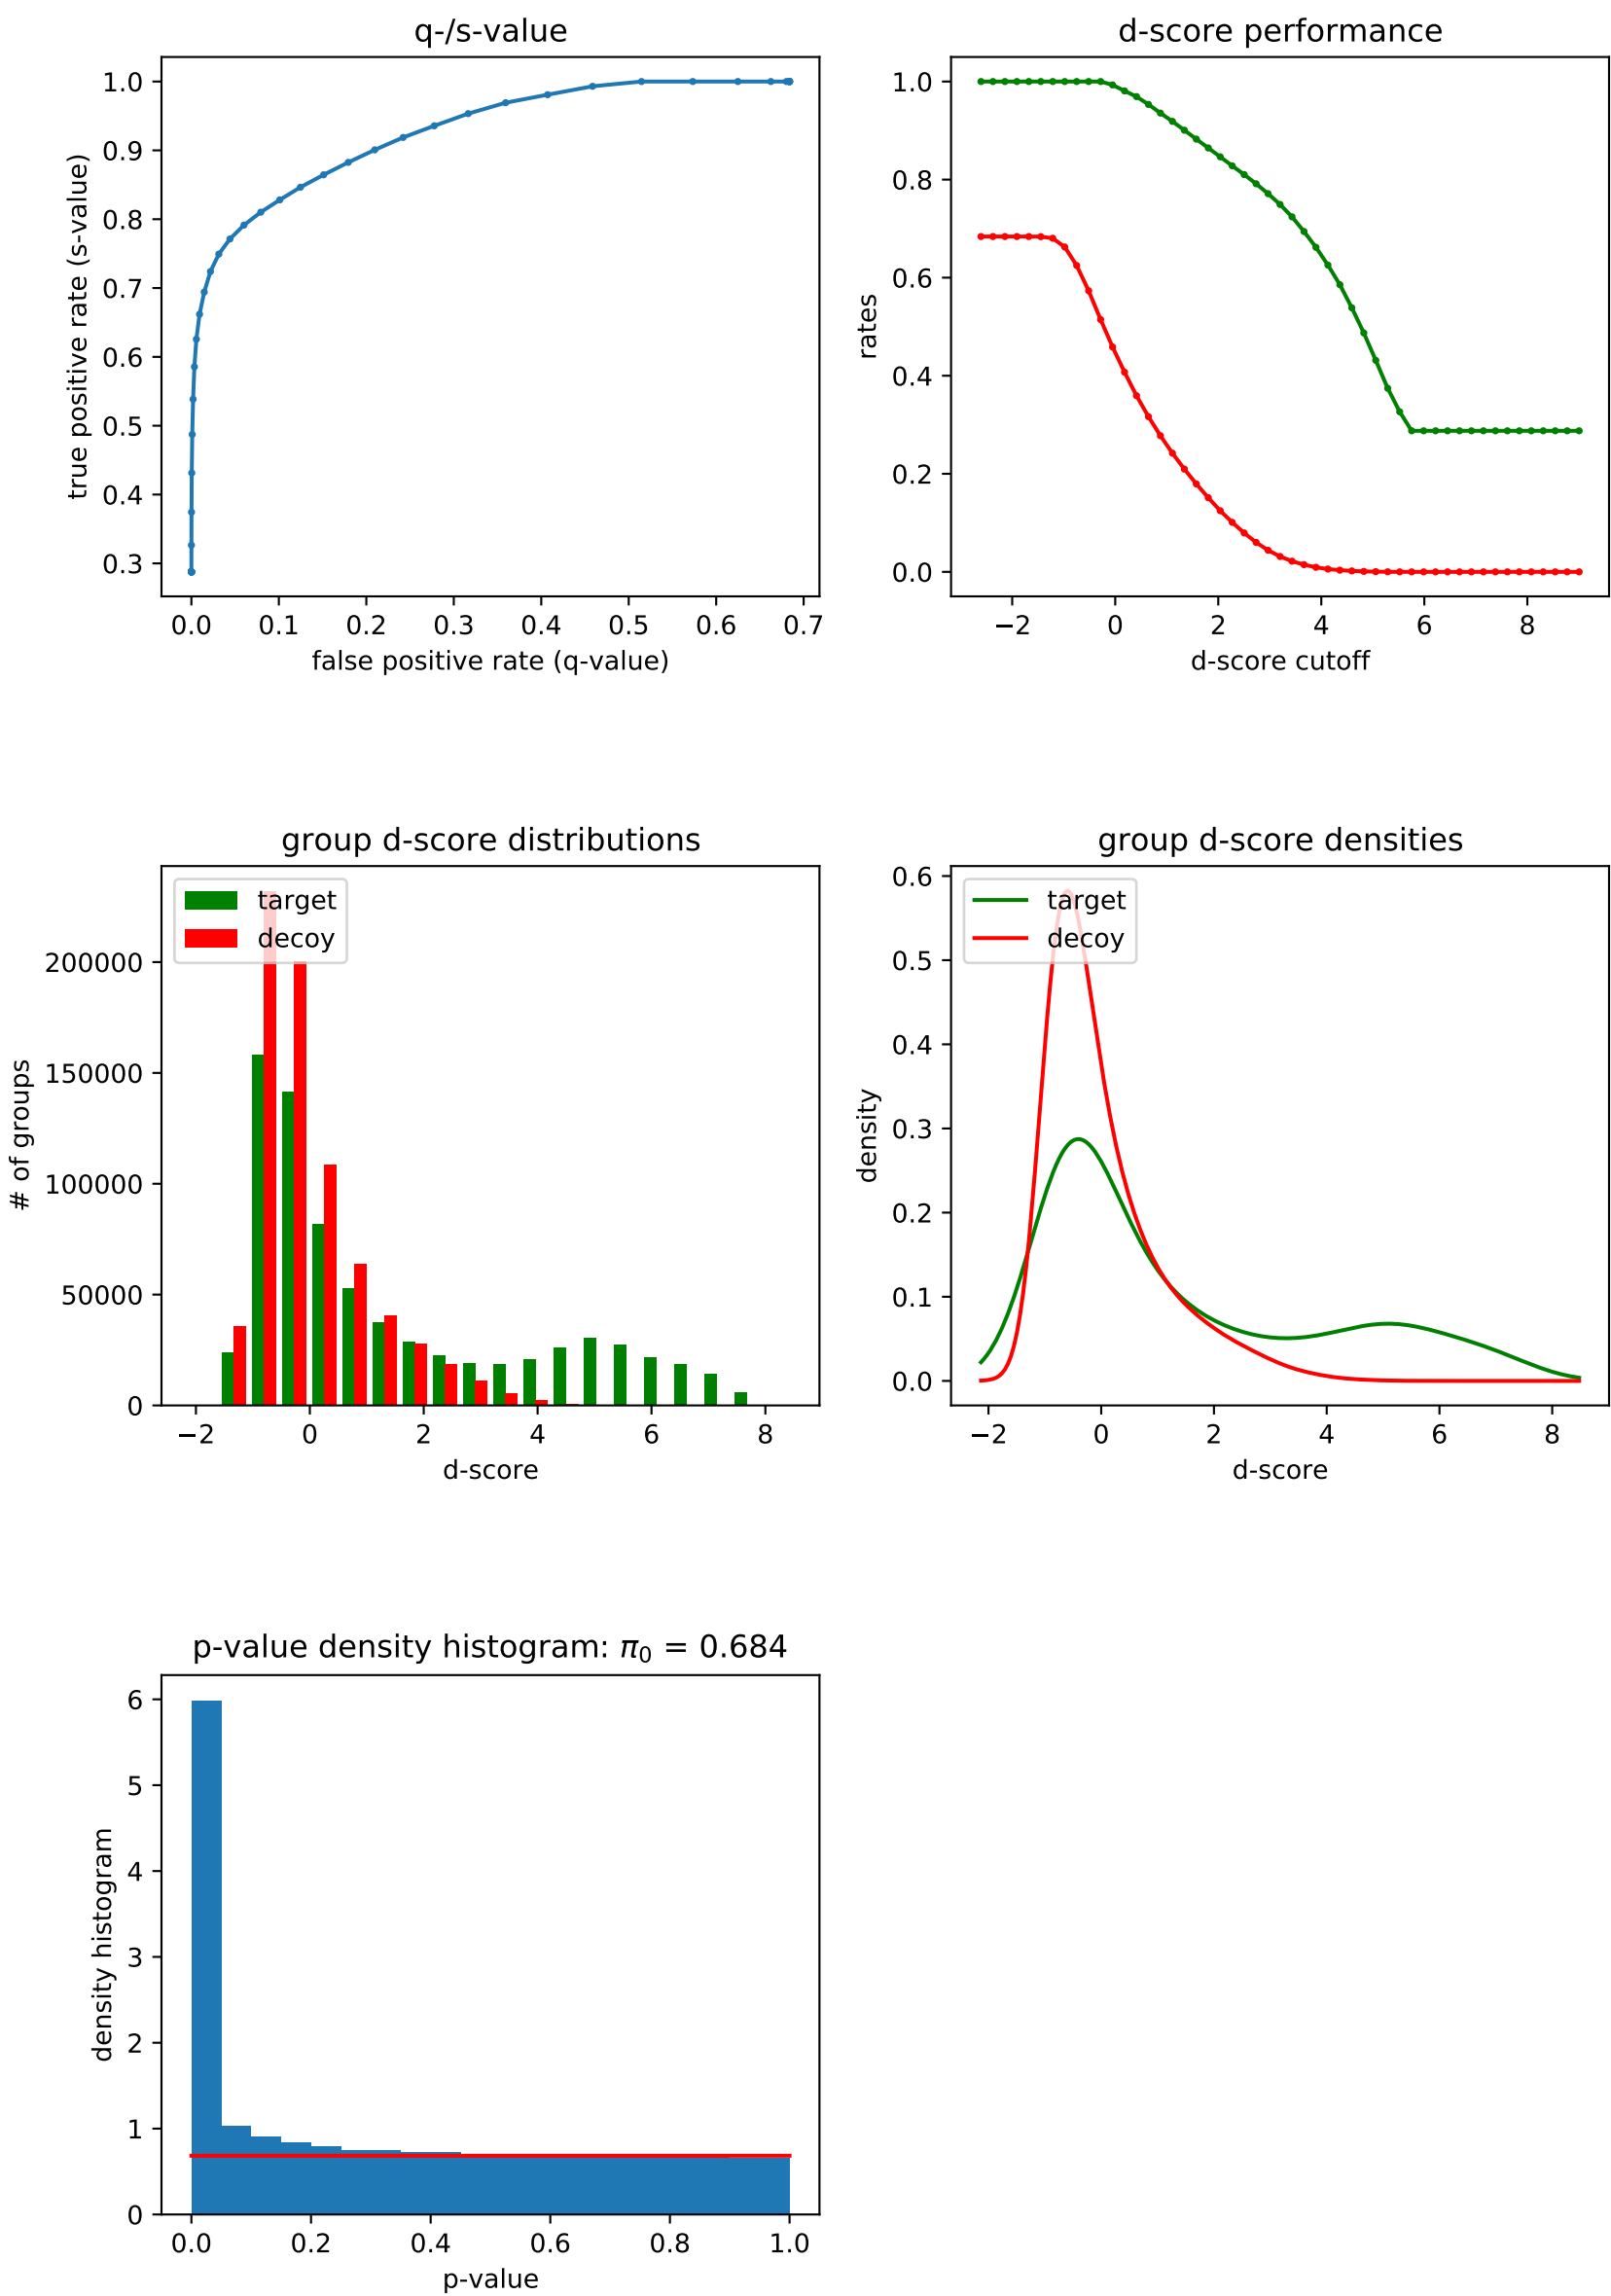 q-/s-value
1.0
0.9
0.8
0.7
0.6
0.5
0.4
0.3
true positive rate (s-value)
0.0 0.1 0.2 0.3 0.4 0.5 0.6 0.7
false positive rate (q-value)
d-score performance
1.0
0.8
0.6
0.4
0.2
0.0
rates
−2 0 2 4 6 8
d-score cutoff
group d-score distributions
target
decoy
200000
150000
100000
50000
0
# of groups
−2 0 2 4 6 8
d-score
group d-score densities
target
decoy
0.6
0.5
0.4
0.3
0.2
0.1
0.0
density
−2 0 2 4 6 8
d-score
p-value density histogram: π₀ = 0.684
6
5
4
3
2
1
0
density histogram
0.0 0.2 0.4 0.6 0.8 1.0
p-value